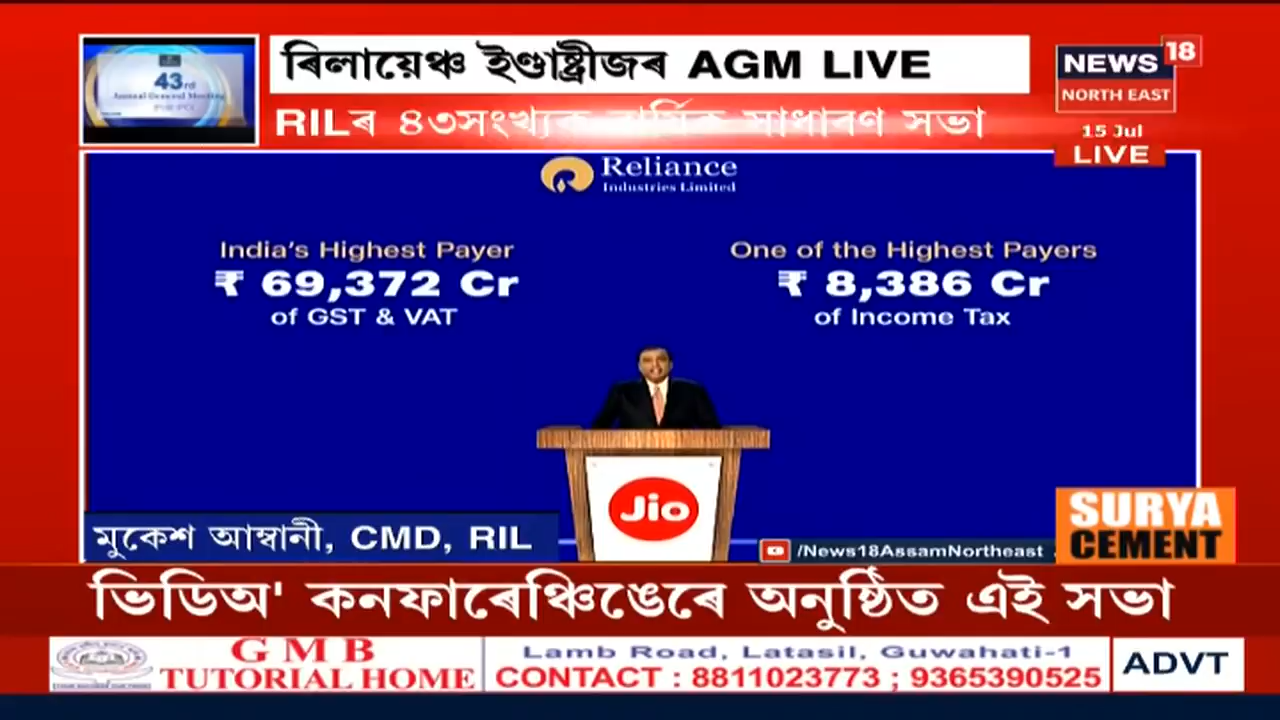 43rd
Annual General Meeting
ৰিলায়েঞ্চ ইণ্ডাষ্ট্ৰীজৰ AGM LIVE
RILৰ ৪৩সংখ্যক বাৰ্ষিক সাধাৰণ সভা
NEWS 18
NORTH EAST
15 Jul
LIVE
Reliance
Industries Limited
India's Highest Payer
₹ 69,372 Cr
of GST & VAT
One of the Highest Payers
₹ 8,386 Cr
of Income Tax
Jio
মুকেশ আম্বানী, CMD, RIL
/News18AssamNortheast
SURYA
CEMENT
ভিডিঅ' কনফাৰেঞ্চিঙেৰে অনুষ্ঠিত এই সভা
GMB
TUTORIAL HOME
Lamb Road, Latasil, Guwahati-1
CONTACT : 8811023773 ; 9365390525
ADVT